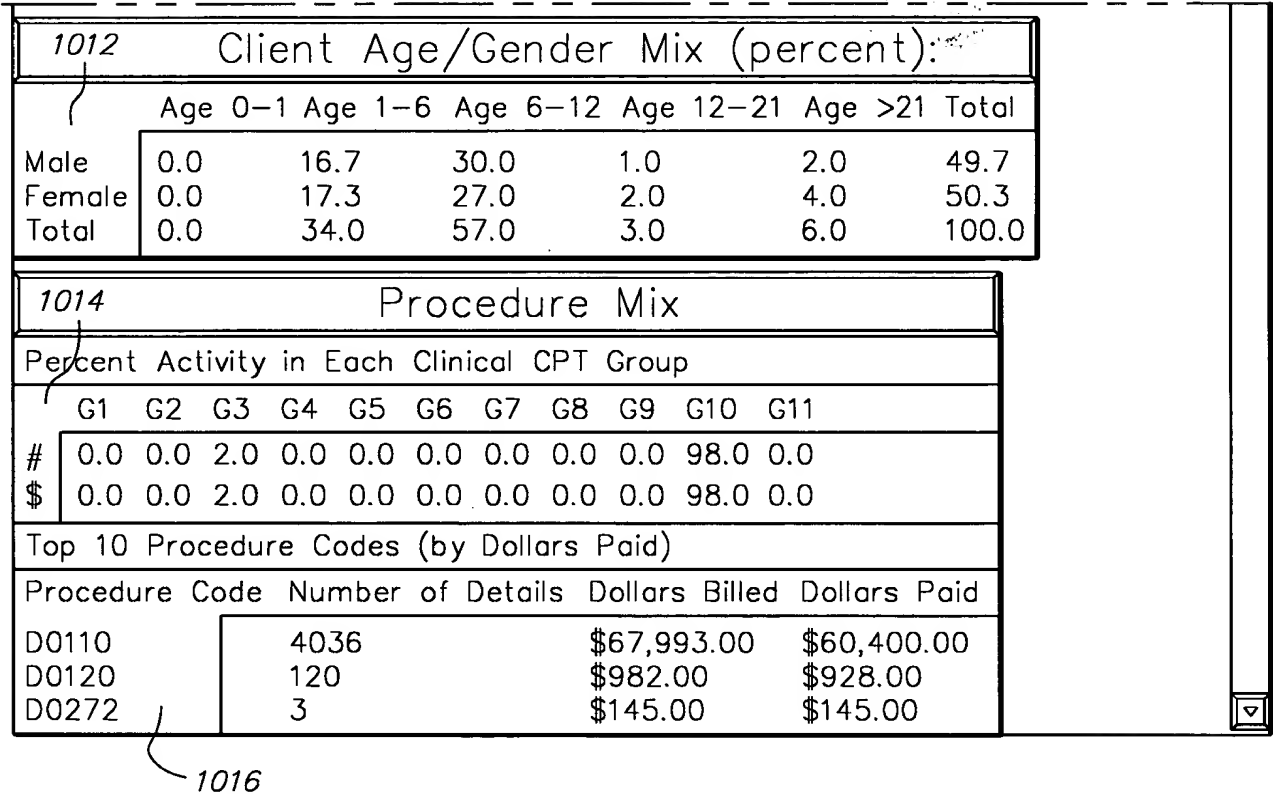 1012 Client Age/Gender Mix (percent):
Age 0-1 Age 1-6 Age 6-12 Age 12-21 Age >21 Total
Male 0.0 16.7 30.0 1.0 2.0 49.7
Female 0.0 17.3 27.0 2.0 4.0 50.3
Total 0.0 34.0 57.0 3.0 6.0 100.0
1014 Procedure Mix
Percent Activity in Each Clinical CPT Group
G1 G2 G3 G4 G5 G6 G7 G8 G9 G10 G11
# 0.0 0.0 2.0 0.0 0.0 0.0 0.0 0.0 0.0 98.0 0.0
$ 0.0 0.0 2.0 0.0 0.0 0.0 0.0 0.0 0.0 98.0 0.0
Top 10 Procedure Codes (by Dollars Paid)
Procedure Code Number of Details Dollars Billed Dollars Paid
D0110 4036 $67,993.00 $60,400.00
D0120 120 $982.00 $928.00
D0272 3 $145.00 $145.00
1016